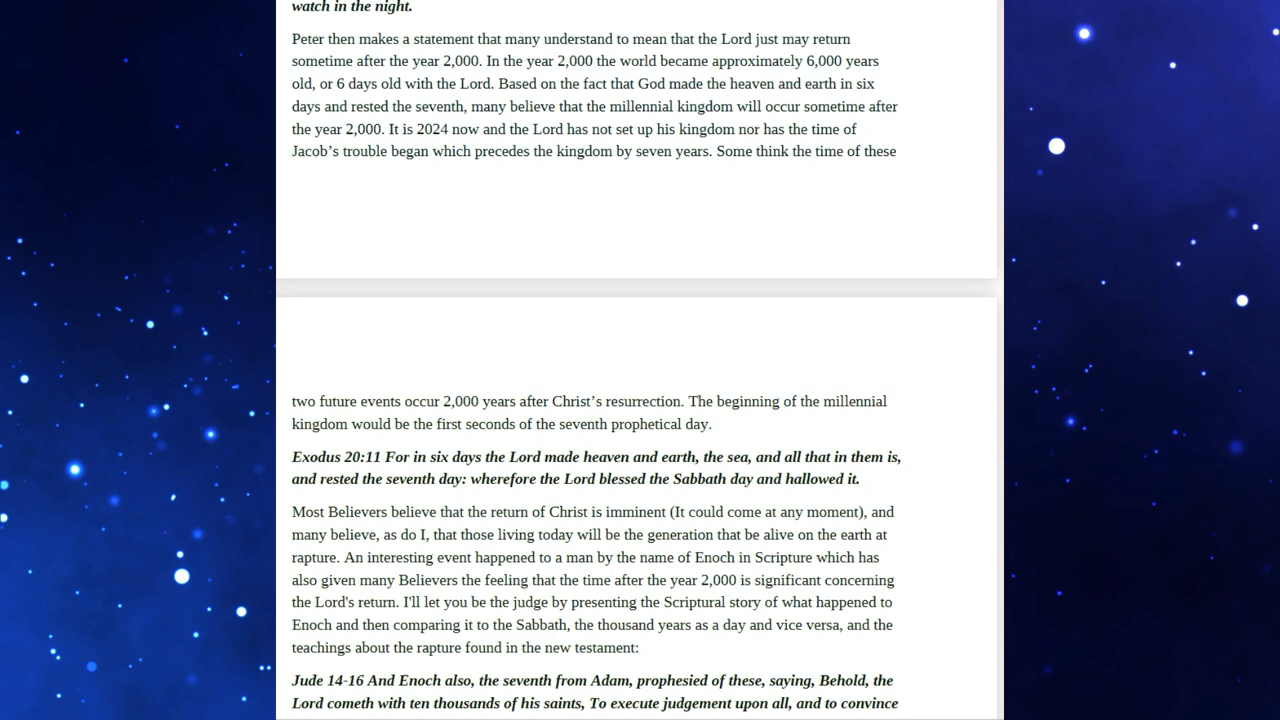 watch in the night.
Peter then makes a statement that many understand to mean that the Lord just may return
sometime after the year 2,000. In the year 2,000 the world became approximately 6,000 years
old, or 6 days old with the Lord. Based on the fact that God made the heaven and earth in six
days and rested the seventh, many believe that the millennial kingdom will occur sometime after
the year 2,000. It is 2024 now and the Lord has not set up his kingdom nor has the time of
Jacob’s trouble began which precedes the kingdom by seven years. Some think the time of these
two future events occur 2,000 years after Christ’s resurrection. The beginning of the millennial
kingdom would be the first seconds of the seventh prophetical day.
Exodus 20:11 For in six days the Lord made heaven and earth, the sea, and all that in them is,
and rested the seventh day: wherefore the Lord blessed the Sabbath day and hallowed it.
Most Believers believe that the return of Christ is imminent (It could come at any moment), and
many believe, as do I, that those living today will be the generation that be alive on the earth at
rapture. An interesting event happened to a man by the name of Enoch in Scripture which has
also given many Believers the feeling that the time after the year 2,000 is significant concerning
the Lord's return. I'll let you be the judge by presenting the Scriptural story of what happened to
Enoch and then comparing it to the Sabbath, the thousand years as a day and vice versa, and the
teachings about the rapture found in the new testament:
Jude 14-16 And Enoch also, the seventh from Adam, prophesied of these, saying, Behold, the
Lord cometh with ten thousands of his saints, To execute judgement upon all, and to convince